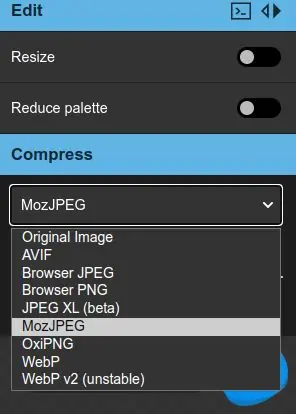 Edit
Resize
Reduce palette
Compress
MozJPEG
Original Image
AVIF
Browser JPEG
Browser PNG
JPEG XL (beta)
MozJPEG
OxiPNG
WebP
WebP v2 (unstable)